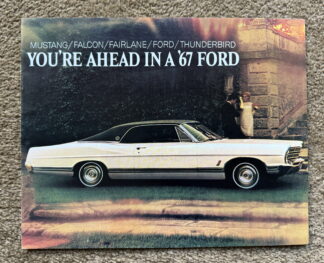 MUSTANG/FALCON/FAIRLANE/FORD/THUNDERBIRD
YOU'RE AHEAD IN A '67 FORD